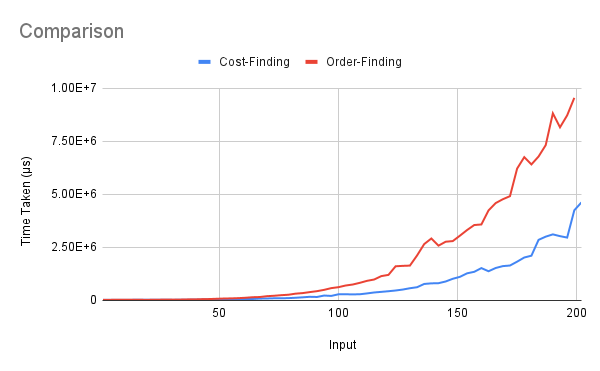 Comparison
Cost-Finding
Order-Finding
1.00E+7
7.50E+6
5.00E+6
2.50E+6
0
Time Taken (µs)
50
100
150
200
Input